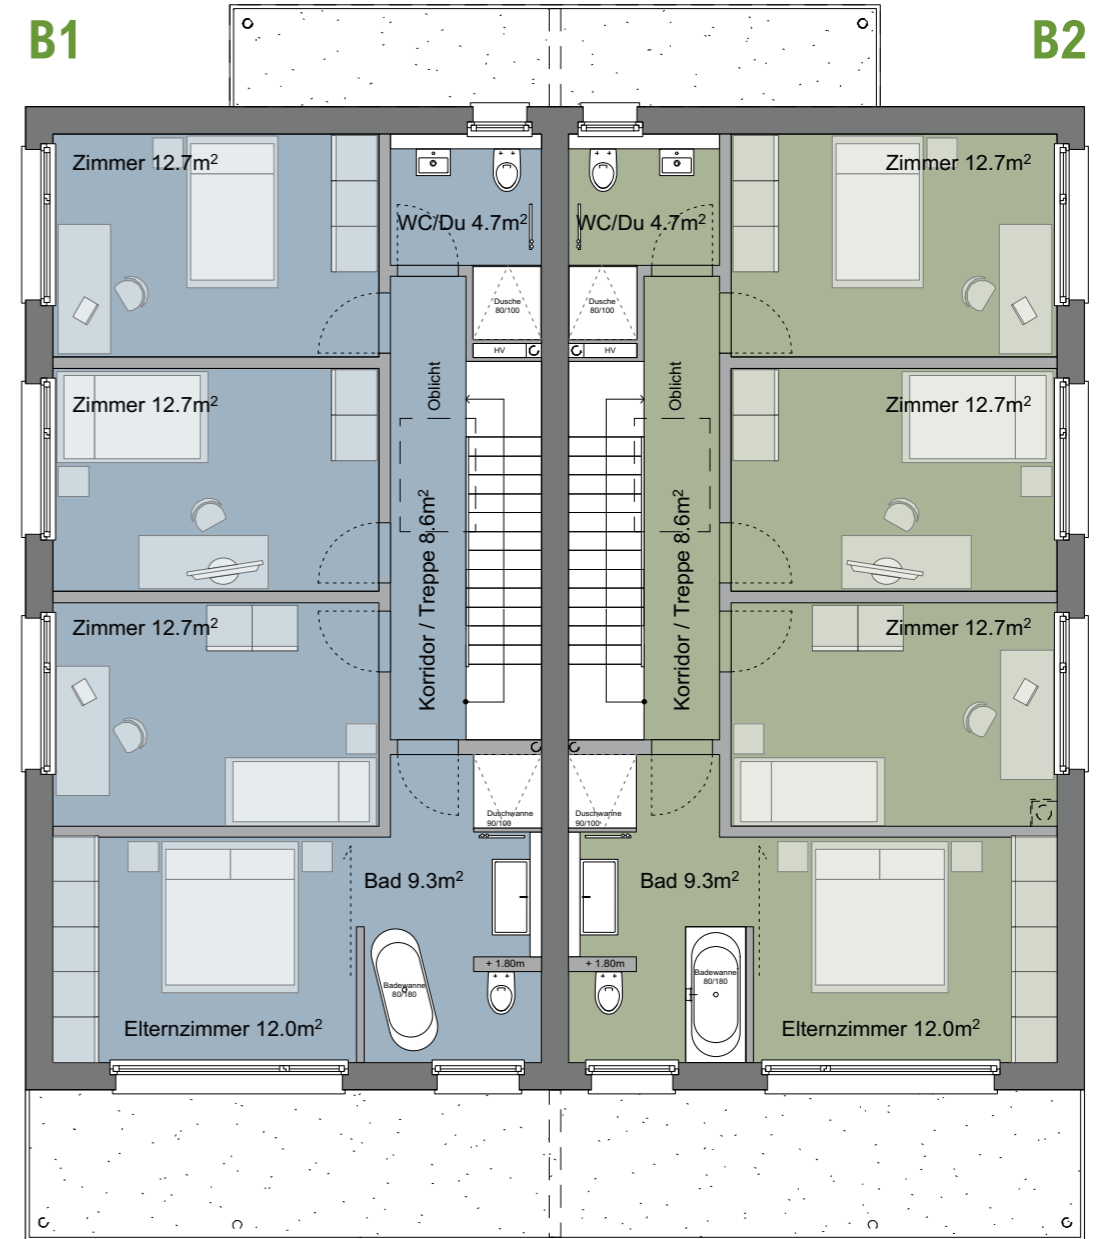 B1
B2
Zimmer 12.7m²
Zimmer 12.7m²
WC/Du 4.7m²
WC/Du 4.7m²
Dusche
80/100
Dusche
80/100
HV
HV
Oblicht
Oblicht
Zimmer 12.7m²
Zimmer 12.7m²
Korridor / Treppe 8.6m²
Korridor / Treppe 8.6m²
Zimmer 12.7m²
Zimmer 12.7m²
Duschwanne
90/100
Duschwanne
90/100
Bad 9.3m²
Bad 9.3m²
+ 1.80m
+ 1.80m
Badewanne
80/180
Badewanne
80/180
Elternzimmer 12.0m²
Elternzimmer 12.0m²